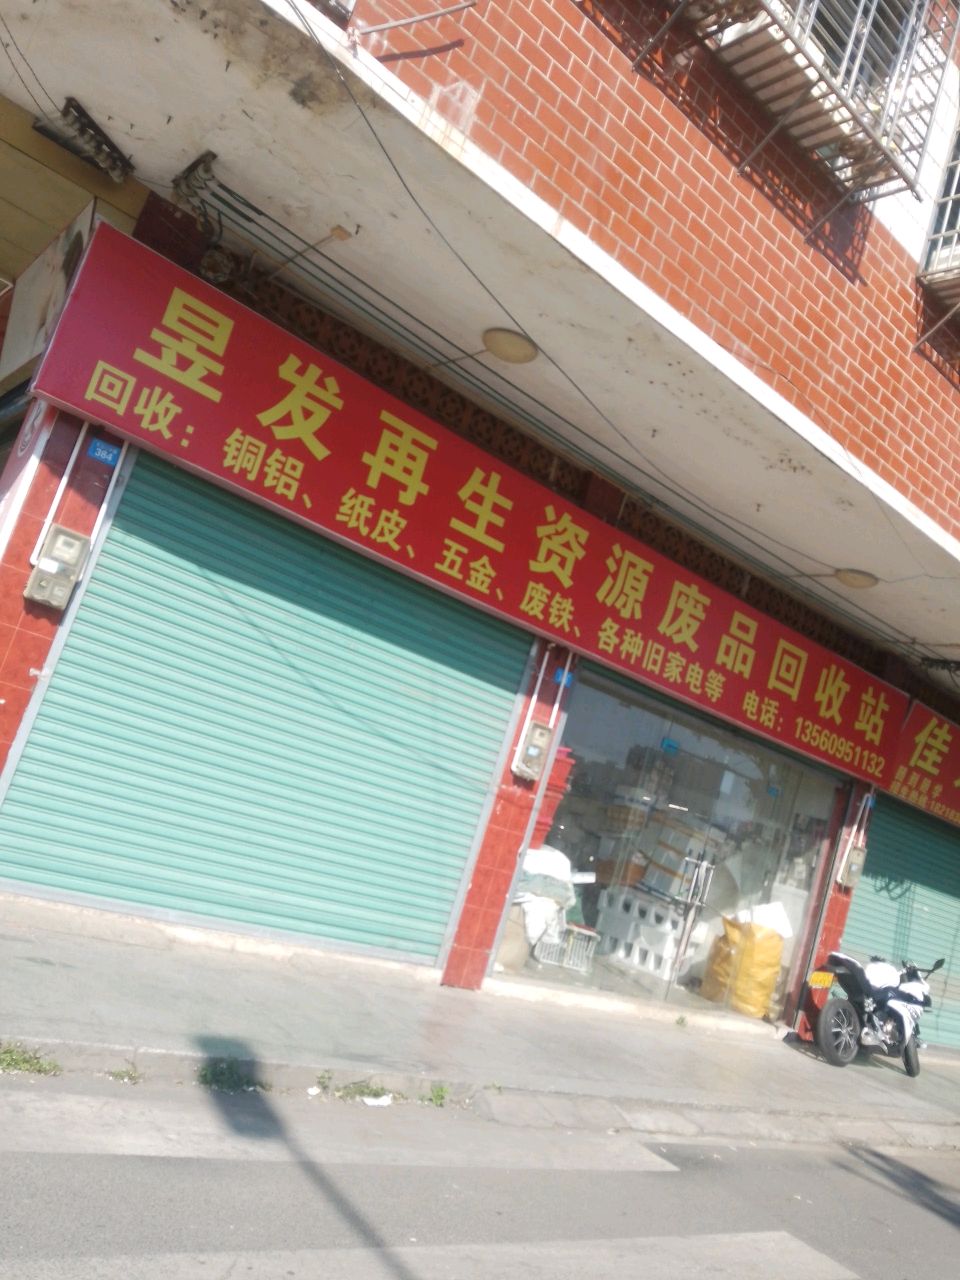 昱发再生资源废品回收站
回收：铜铝、纸皮、五金、废铁、各种旧家电等 电话：13560951132
384
佳